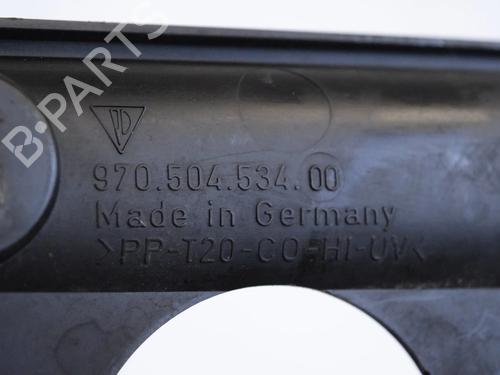 B-PARTS
970.504.534.00
Made in Germany
>PP-T20-CO-HI-UV<